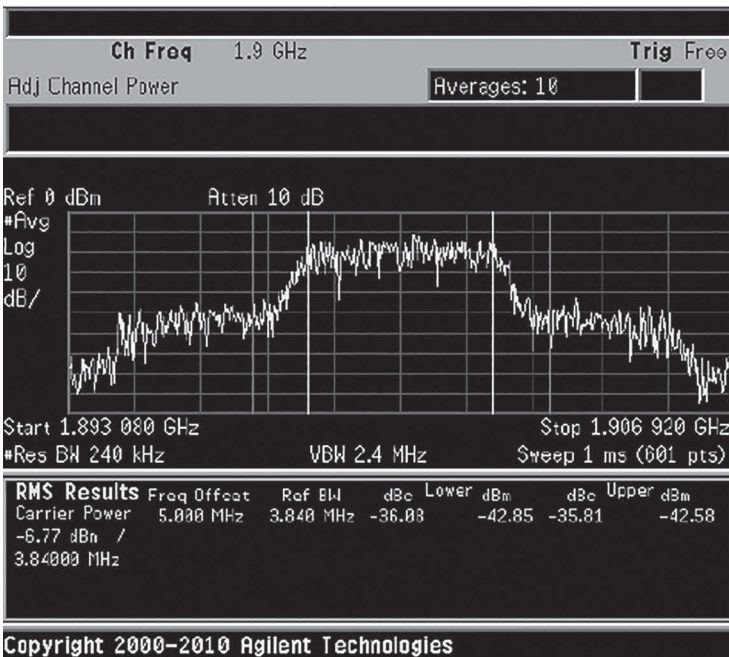 Ch Freq 1.9 GHz Trig Free
Adj Channel Power Averages: 10
Ref 0 dBm Atten 10 dB
#Avg
Log
10
dB/
Start 1.893 080 GHz Stop 1.906 920 GHz
#Res BW 240 kHz VBW 2.4 MHz Sweep 1 ms (601 pts)
RMS Results Freq Offset Ref BW dBc Lower dBm dBc Upper dBm
Carrier Power 5.000 MHz 3.840 MHz -36.08 -42.85 -35.81 -42.58
-6.77 dBm /
3.84000 MHz
Copyright 2000-2010 Agilent Technologies